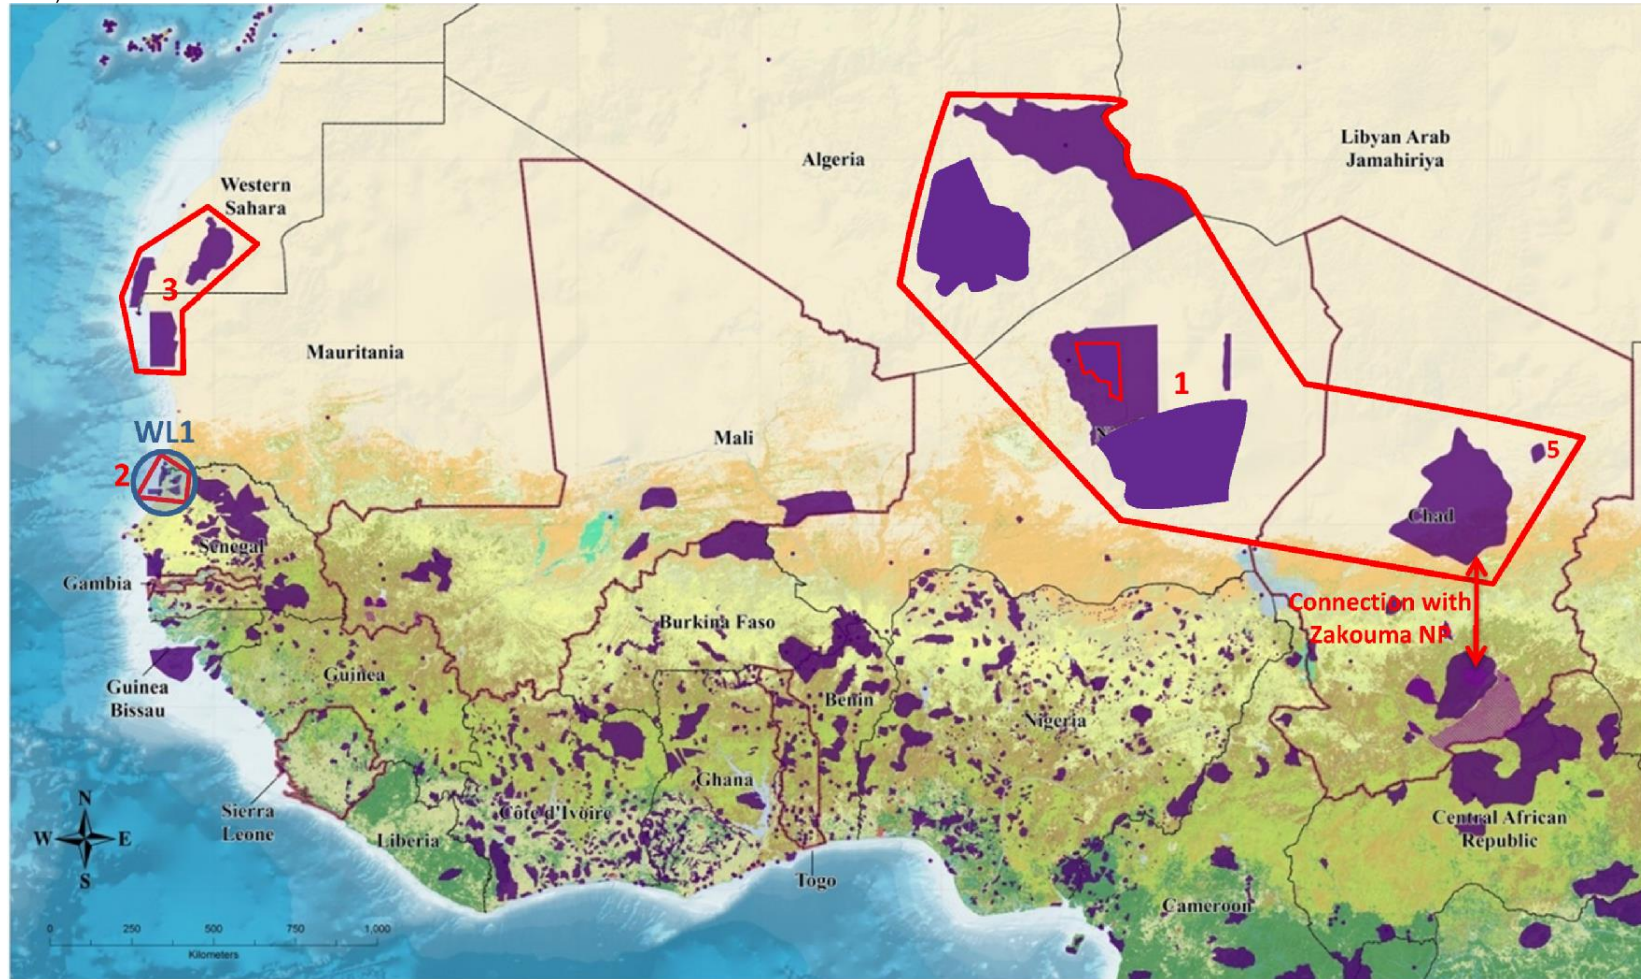 Algeria
Libyan Arab
Jamahiriya
Western
Sahara
3
Mauritania
1
WL1
Mali
2
5
Chad
Senegal
Gambia
Connection with
Zakouma NP
Burkina Faso
Guinea
Guinea
Bissau
Benin
Nigeria
Ghana
Sierra
Leone
Côte d'Ivoire
Liberia
Central African
Republic
Togo
Cameroon
N
W
E
S
0 250 500 750 1,000
Kilometers